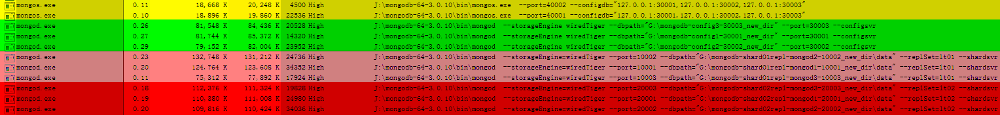 mongos.exe 0.11 18,668 K 20,248 K 4500 High J:\mongodb-64-3.0.10\bin\mongos.exe --port=40002 --configdb="127.0.0.1:30001,127.0.0.1:30002,127.0.0.1:30003"
mongos.exe 0.10 18,896 K 19,860 K 22536 High J:\mongodb-64-3.0.10\bin\mongos.exe --port=40001 --configdb="127.0.0.1:30001,127.0.0.1:30002,127.0.0.1:30003"
mongod.exe 0.26 81,548 K 84,436 K 20528 High J:\mongodb-64-3.0.10\bin\mongod --storageEngine wiredTiger --dbpath="G:\mongodb-config3-30003_new_dir" --port=30003 --configsvr
mongod.exe 0.27 81,744 K 85,372 K 14320 High J:\mongodb-64-3.0.10\bin\mongod --storageEngine wiredTiger --dbpath="G:\mongodb-config1-30001_new_dir" --port=30001 --configsvr
mongod.exe 0.29 79,152 K 82,004 K 23952 High J:\mongodb-64-3.0.10\bin\mongod --storageEngine wiredTiger --dbpath="G:\mongodb-config2-30002_new_dir" --port=30002 --configsvr
mongod.exe 0.23 132,748 K 131,212 K 24736 High J:\mongodb-64-3.0.10\bin\mongod --storageEngine=wiredTiger --port=10002 --dbpath="G:\mongodb-shard01repl-mongod2-10002_new_dir\data" --replSet=lt01 --shardsvr
mongod.exe 0.20 124,764 K 123,608 K 34352 High J:\mongodb-64-3.0.10\bin\mongod --storageEngine=wiredTiger --port=10001 --dbpath="G:\mongodb-shard01repl-mongod1-10001_new_dir\data" --replSet=lt01 --shardsvr
mongod.exe 0.11 75,312 K 77,892 K 17924 High J:\mongodb-64-3.0.10\bin\mongod --storageEngine=wiredTiger --port=10003 --dbpath="G:\mongodb-shard01repl-mongod3-10003_new_dir\data" --replSet=lt01 --shardsvr
mongod.exe 0.18 112,376 K 111,324 K 19828 High J:\mongodb-64-3.0.10\bin\mongod --storageEngine=wiredTiger --port=20003 --dbpath="G:\mongodb-shard02repl-mongod3-20003_new_dir\data" --replSet=lt02 --shardsvr
mongod.exe 0.19 110,380 K 111,008 K 24980 High J:\mongodb-64-3.0.10\bin\mongod --storageEngine=wiredTiger --port=20001 --dbpath="G:\mongodb-shard02repl-mongod1-20001_new_dir\data" --replSet=lt02 --shardsvr
mongod.exe 0.20 109,816 K 110,424 K 34036 High J:\mongodb-64-3.0.10\bin\mongod --storageEngine=wiredTiger --port=20002 --dbpath="G:\mongodb-shard02repl-mongod2-20002_new_dir\data" --replSet=lt02 --shardsvr